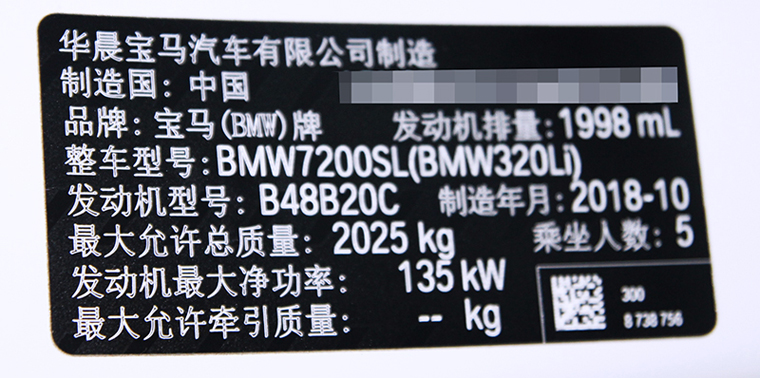 华晨宝马汽车有限公司制造
制造国：中国
品牌：宝马(BMW)牌 发动机排量：1998 mL
整车型号：BMW7200SL(BMW320Li)
发动机型号：B48B20C 制造年月：2018-10
最大允许总质量：2025 kg 乘坐人数：5
发动机最大净功率：135 kW
最大允许牵引质量：-- kg
300
8 738 756